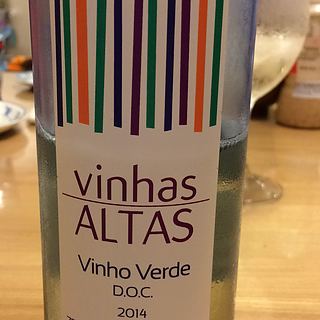 vinhas
ALTAS
Vinho Verde
D.O.C.
2014